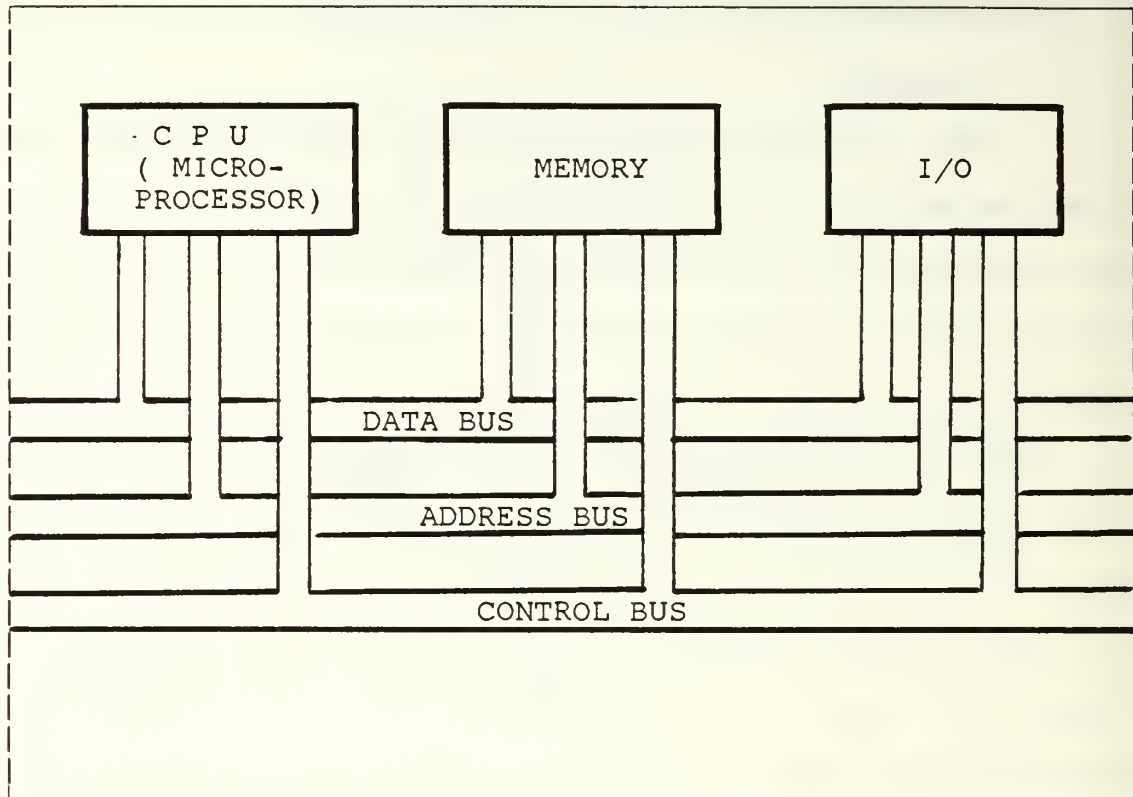 C P U
( MICRO-
PROCESSOR)
MEMORY
I/O
DATA BUS
ADDRESS BUS
CONTROL BUS